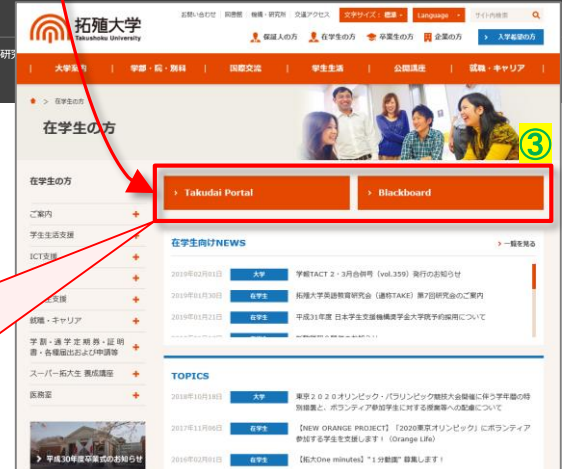 拓殖大学
Takushoku University
お問い合わせ
図書館
機構・研究所
交通アクセス
文字サイズ: 標準
Language
サイト内検索
保証人の方
在学生の方
卒業生の方
企業の方
入学希望の方
大学案内
学部・院・別科
国際交流
学生生活
公開講座
就職・キャリア
> 在学生の方
在学生の方
③
在学生の方
› Takudai Portal
› Blackboard
ご案内 +
学生生活支援 +
ICT支援
就職・キャリア +
学割・通学定期券・証明
書・各種届出および申請等 +
スーパー拓大生 養成講座 +
医務室 +
> 平成30年度卒業式のお知らせ
在学生向けNEWS
> 一覧を見る
2019年02月01日 大学 学報TACT 2・3月合併号（vol.359）発行のお知らせ
2019年01月30日 在学生 拓殖大学英語教育研究会（通称TAKE）第7回研究会のご案内
2019年01月21日 在学生 平成31年度 日本学生支援機構奨学金大学院予約採用について
TOPICS
2018年10月18日 大学 東京２０２０オリンピック・パラリンピック競技大会開催に伴う学年暦の特
別措置と、ボランティア参加学生に対する授業等への配慮について
2017年11月06日 在学生 【NEW ORANGE PROJECT】「2020東京オリンピック」にボランティア
参加する学生を支援します！（Orange Life）
2016年02月01日 在学生 【拓大One minutes】"１分動画" 募集します！